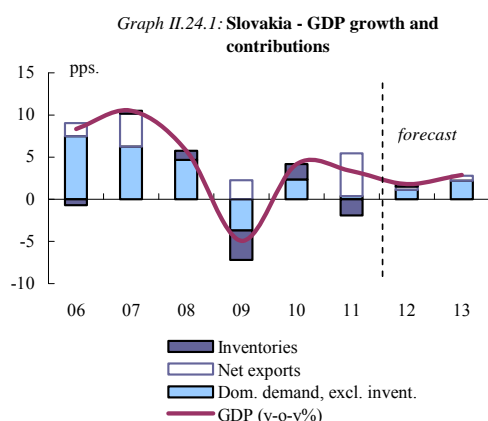 Graph II.24.1: Slovakia - GDP growth and
contributions
pps.
15
10
5
0
-5
-10
forecast
06 07 08 09 10 11 12 13
Inventories
Net exports
Dom. demand, excl. invent.
GDP (y-o-y%)